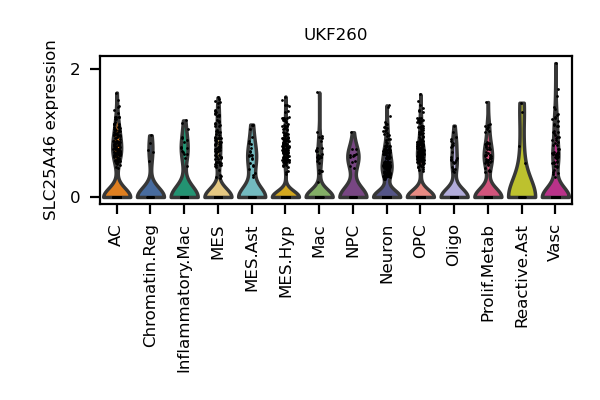 UKF260
SLC25A46 expression
2
0
AC
Chromatin.Reg
Inflammatory.Mac
MES
MES.Ast
MES.Hyp
Mac
NPC
Neuron
OPC
Oligo
Prolif.Metab
Reactive.Ast
Vasc